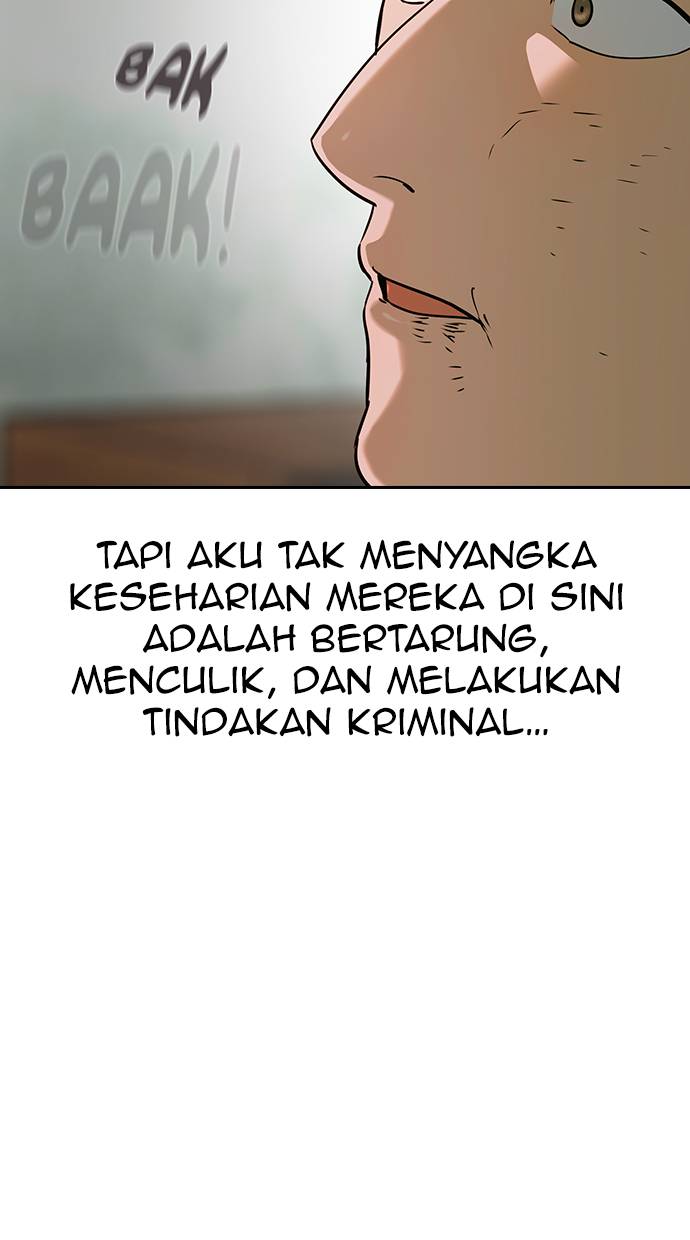 BAK
BAAK!
TAPI AKU TAK MENYANGKA
KESEHARIAN MEREKA DI SINI
ADALAH BERTARUNG,
MENCULIK, DAN MELAKUKAN
TINDAKAN KRIMINAL...